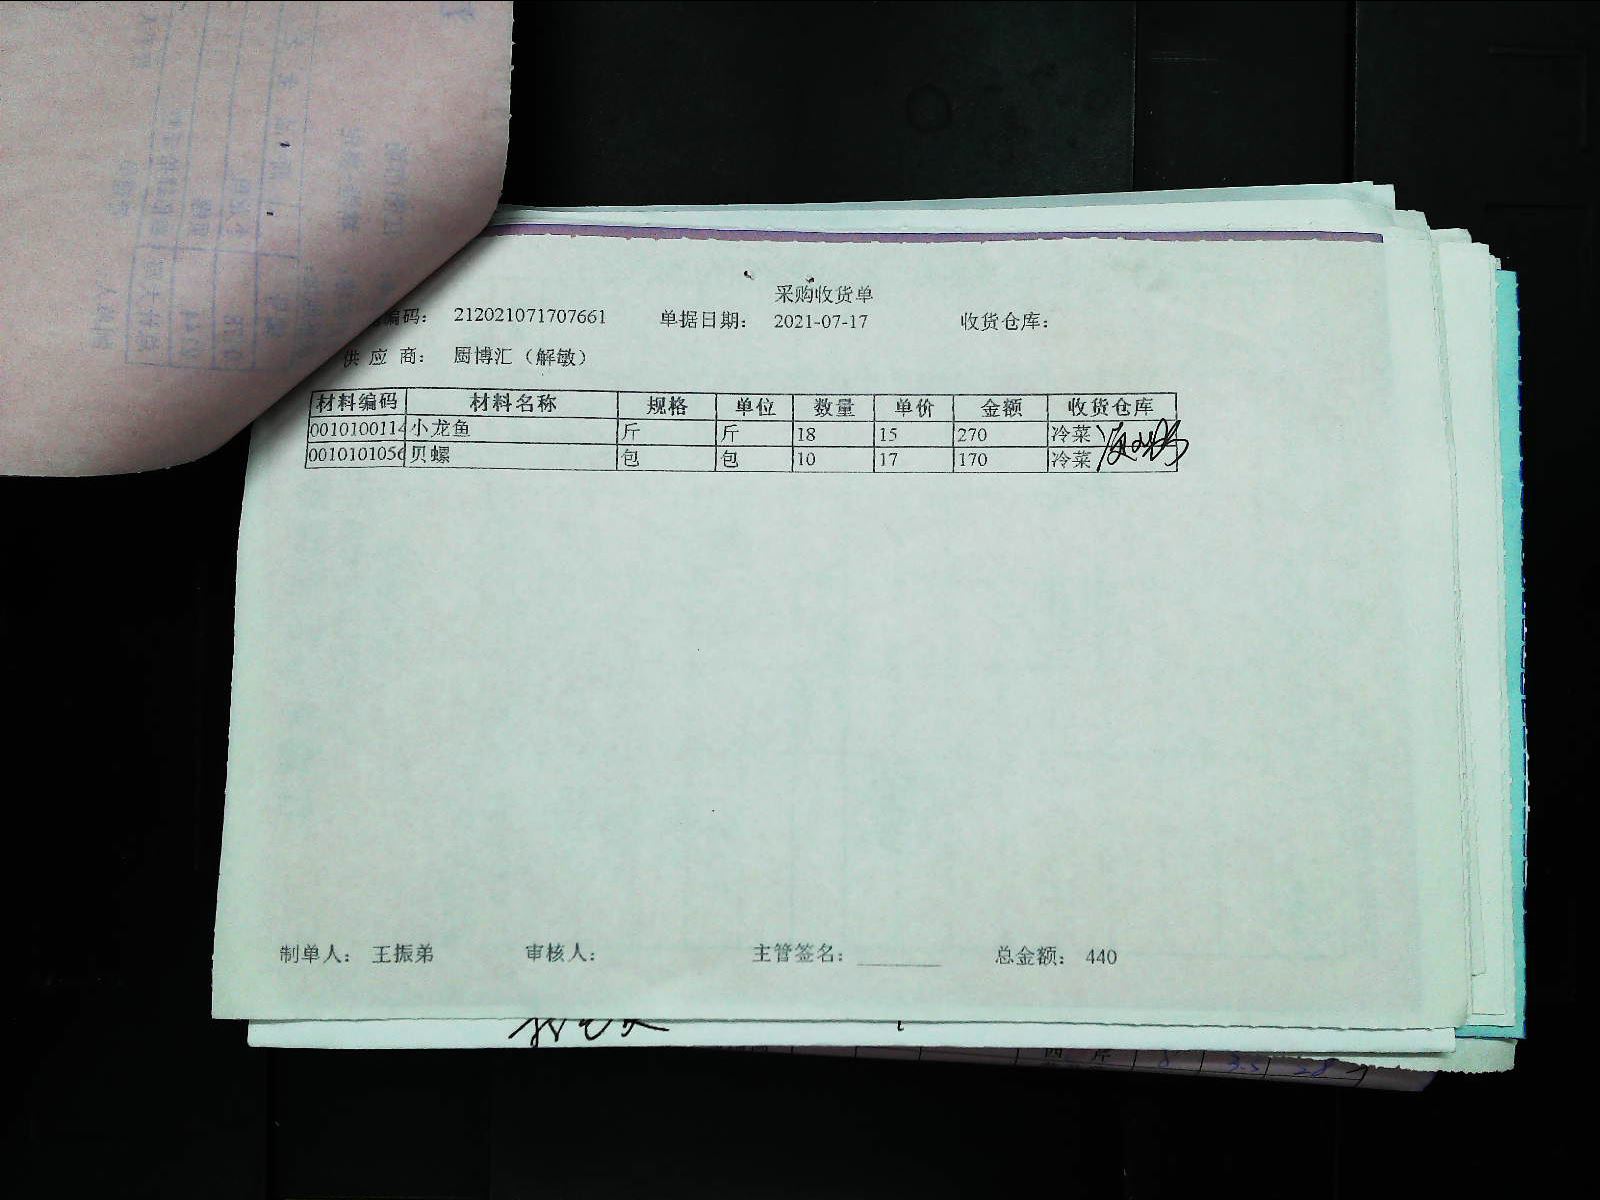 采购收货单
编码： 212021071707661 单据日期： 2021-07-17 收货仓库：
供 应 商： 厨博汇（解敏）
材料编码 材料名称 规格 单位 数量 单价 金额 收货仓库
0010100114 小龙鱼 斤 斤 18 15 270 冷菜
0010101056 贝螺 包 包 10 17 170 冷菜
制单人： 王振弟 审核人： 主管签名： 总金额： 440
8 3.5 28